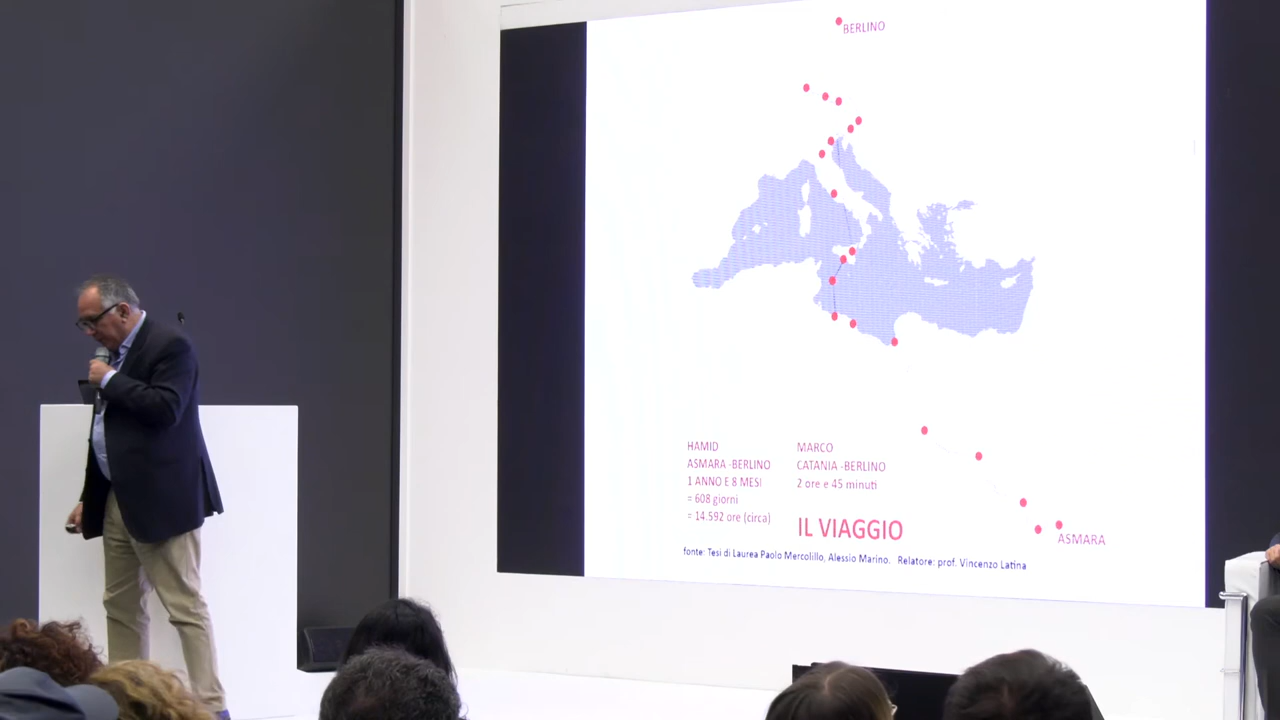 BERLINO
HAMID
ASMARA -BERLINO
1 ANNO E 8 MESI
= 608 giorni
= 14.592 ore (circa)
MARCO
CATANIA -BERLINO
2 ore e 45 minuti
IL VIAGGIO
ASMARA
fonte: Tesi di Laurea Paolo Mercolillo, Alessio Marino. Relatore: prof. Vincenzo Latina